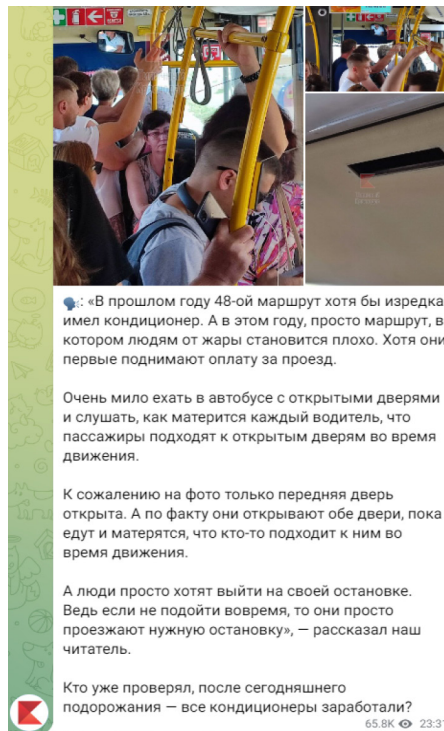 🗣: «В прошлом году 48-ой маршрут хотя бы изредка
имел кондиционер. А в этом году, просто маршрут, в
котором людям от жары становится плохо. Хотя они
первые поднимают оплату за проезд.
Очень мило ехать в автобусе с открытыми дверями
и слушать, как матерится каждый водитель, что
пассажиры подходят к открытым дверям во время
движения.
К сожалению на фото только передняя дверь
открыта. А по факту они открывают обе двери, пока
едут и матерятся, что кто-то подходит к ним во
время движения.
А люди просто хотят выйти на своей остановке.
Ведь если не подойти вовремя, то они просто
проезжают нужную остановку», — рассказал наш
читатель.
Кто уже проверял, после сегодняшнего
подорожания — все кондиционеры заработали?
65.8K 23:31